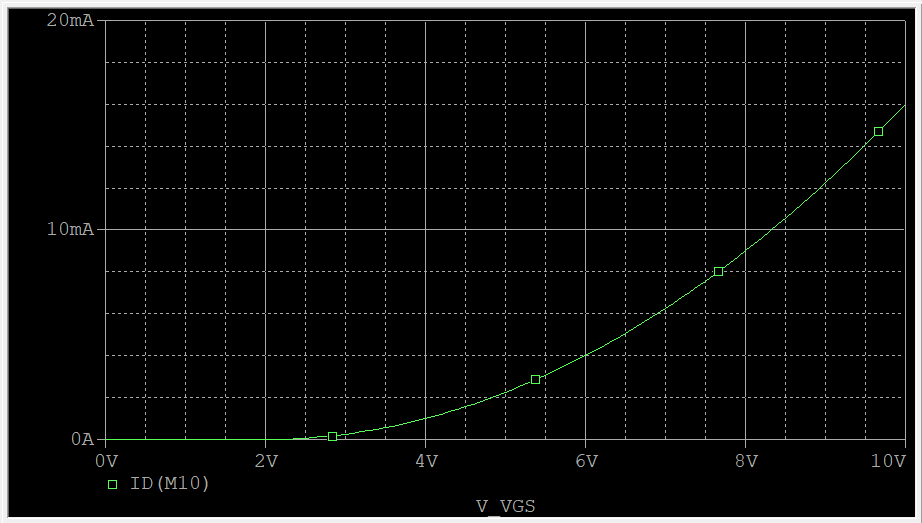 20mA
10mA
0A
0V 2V 4V 6V 8V 10V
ID(M10)
V_VGS